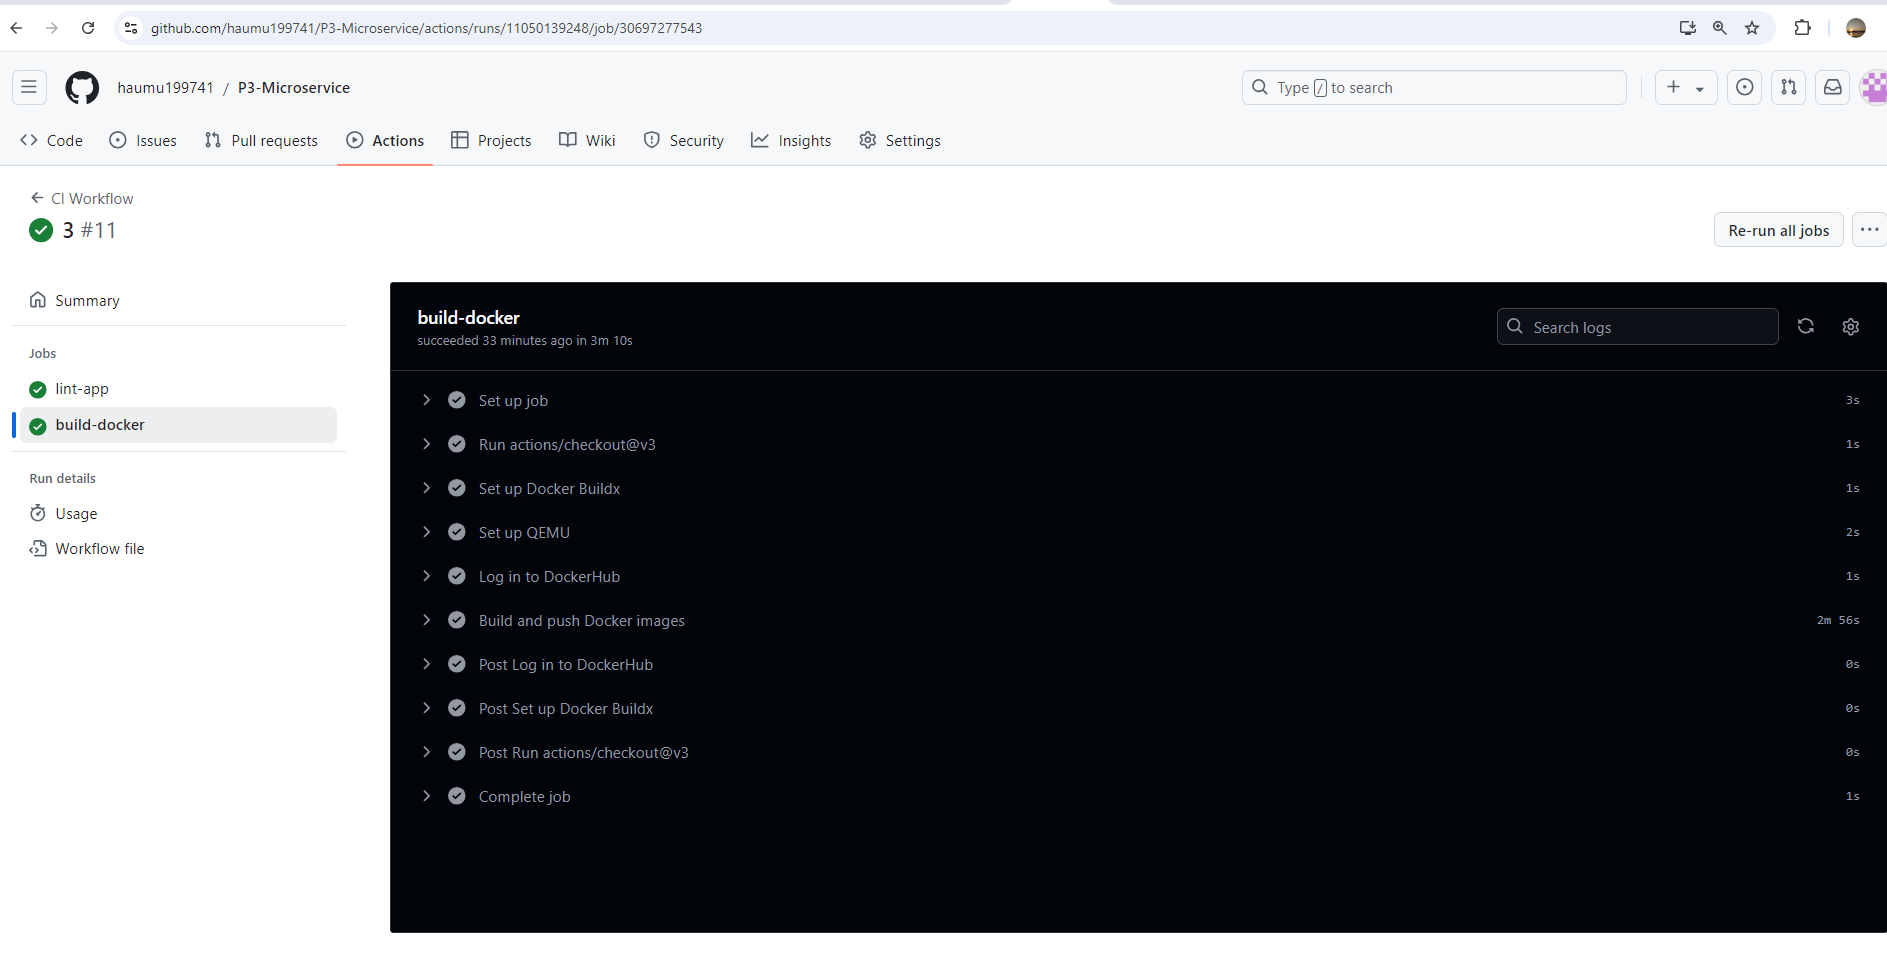 github.com/haumu199741/P3-Microservice/actions/runs/11050139248/job/30697277543
haumu199741 / P3-Microservice
Type / to search
Code Issues Pull requests Actions Projects Wiki Security Insights Settings
CI Workflow
3 #11
Re-run all jobs
Summary
Jobs
lint-app
build-docker
Run details
Usage
Workflow file
build-docker
succeeded 33 minutes ago in 3m 10s
Search logs
Set up job 3s
Run actions/checkout@v3 1s
Set up Docker Buildx 1s
Set up QEMU 2s
Log in to DockerHub 1s
Build and push Docker images 2m 56s
Post Log in to DockerHub 0s
Post Set up Docker Buildx 0s
Post Run actions/checkout@v3 0s
Complete job 1s